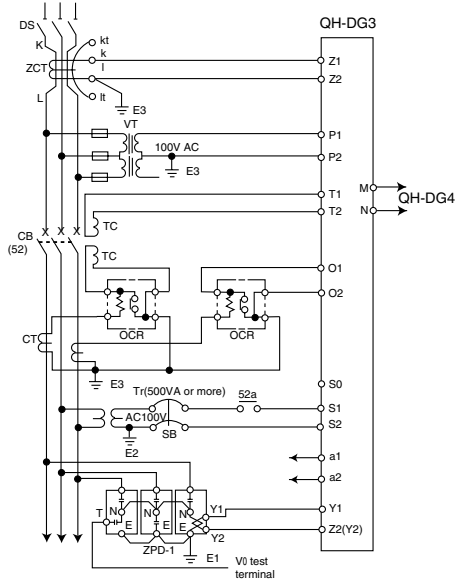 DS
QH-DG3
K
kt
k
Z1
ZCT
l
Z2
L
lt
E3
VT
100V AC
P1
P2
E3
M
T1
QH-DG4
T2
N
TC
X X X
CB
(52)
TC
O1
O2
CT
OCR
OCR
E3
S0
Tr(500VA or more)
52a
S1
AC100V
SB
S2
E2
a1
a2
T
N
N
N
Y1
Y1
E
E
E
Z2(Y2)
ZPD-1
Y2
E1
V0 test
terminal